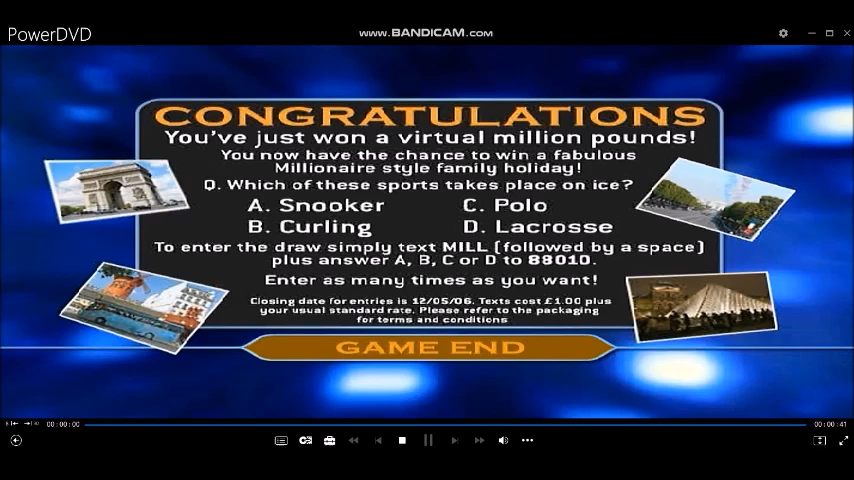 PowerDVD
www.BANDICAM.com
CONGRATULATIONS
You've just won a virtual million pounds!
You now have the chance to win a fabulous
Millionaire style family holiday!
Q. Which of these sports takes place on ice?
A. Snooker
C. Polo
B. Curling
D. Lacrosse
To enter the draw simply text MILL (followed by a space)
plus answer A, B, C or D to 88010.
Enter as many times as you want!
Closing date for entries is 12/05/06. Texts cost £1.00 plus
your usual standard rate. Please refer to the packaging
for terms and conditions
GAME END
00:00:00
00:00:41